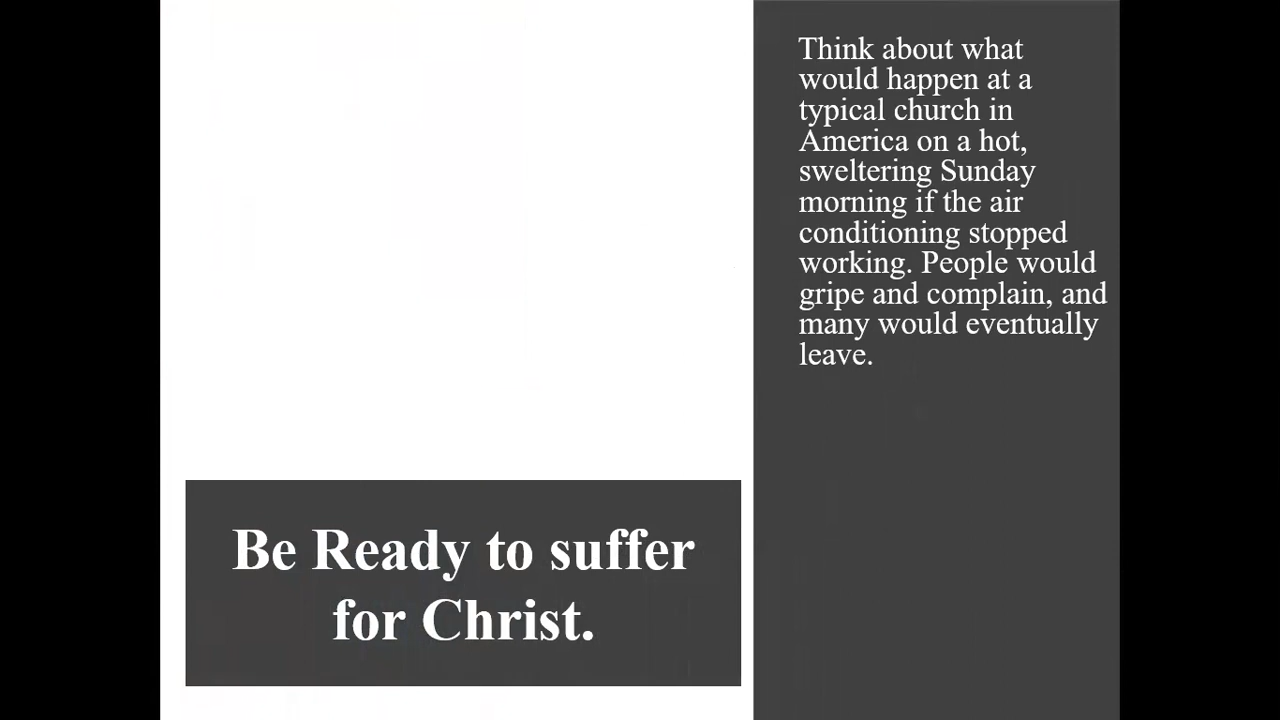 Think about what
would happen at a
typical church in
America on a hot,
sweltering Sunday
morning if the air
conditioning stopped
working. People would
gripe and complain, and
many would eventually
leave.
Be Ready to suffer
for Christ.